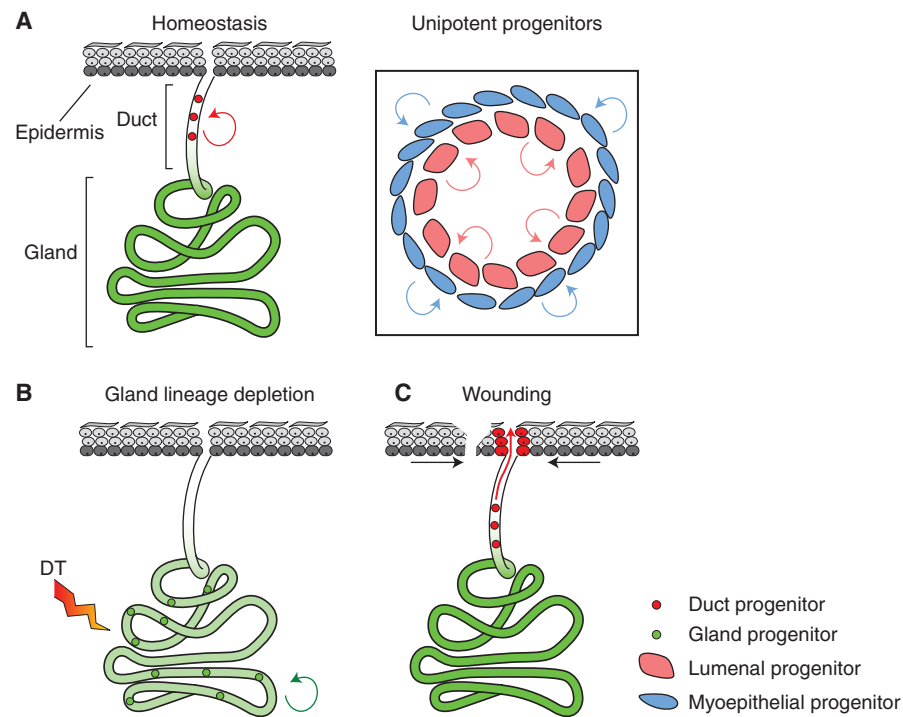 A Homeostasis Unipotent progenitors
Epidermis
Duct
Gland
B Gland lineage depletion
DT
C Wounding
Duct progenitor
Gland progenitor
Lumenal progenitor
Myoepithelial progenitor